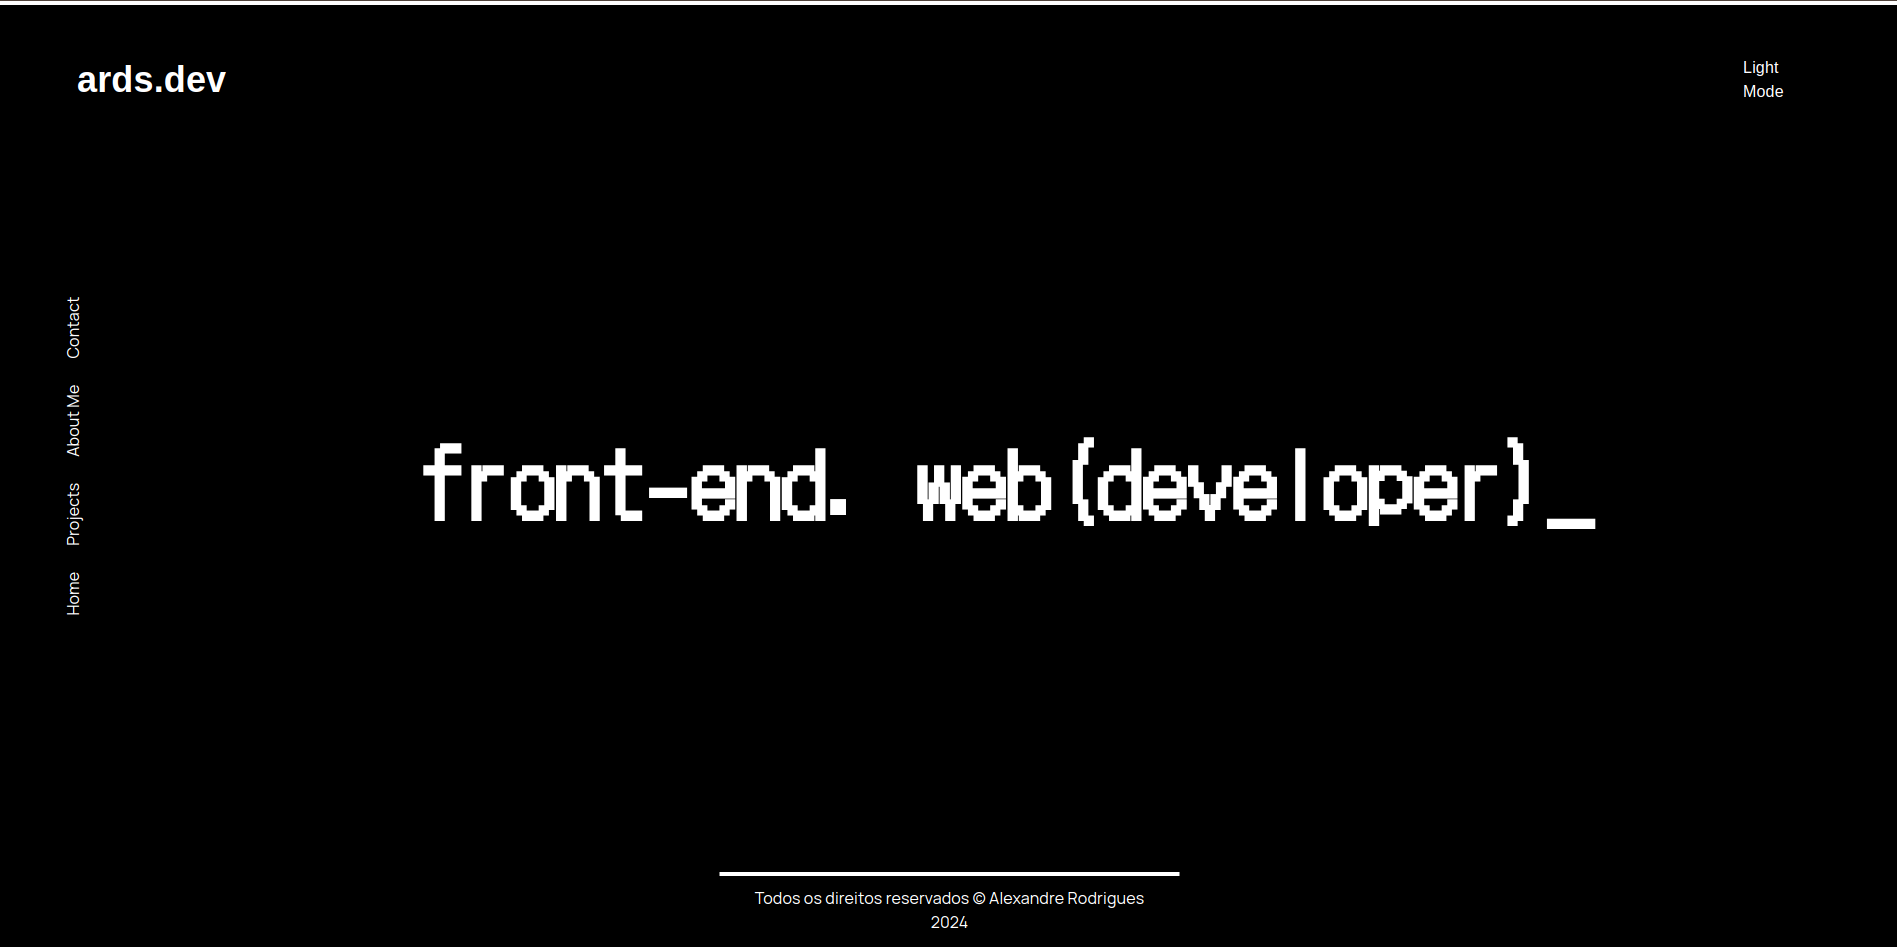 ards.dev
Light
Mode
Contact
About Me
Projects
Home
front-end. web(developer)_
Todos os direitos reservados © Alexandre Rodrigues
2024